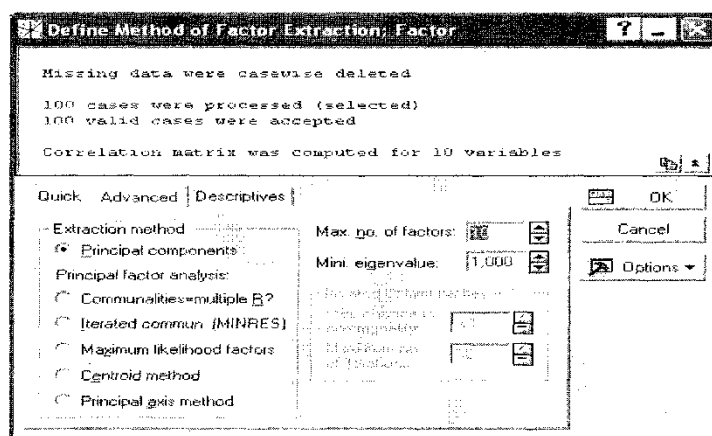 Define Method of Factor Extraction: Factor
Missing data were casewise deleted
100 cases were processed (selected)
100 valid cases were accepted
Correlation matrix was computed for 10 variables
Quick Advanced Descriptives
OK
Cancel
Options
Extraction method
Principal components
Principal factor analysis:
Communalities=multiple R?
Iterated commun. (MINRES)
Maximum likelihood factors
Centroid method
Principal axis method
Max. no. of factors:
Mini. eigenvalue: 1,000